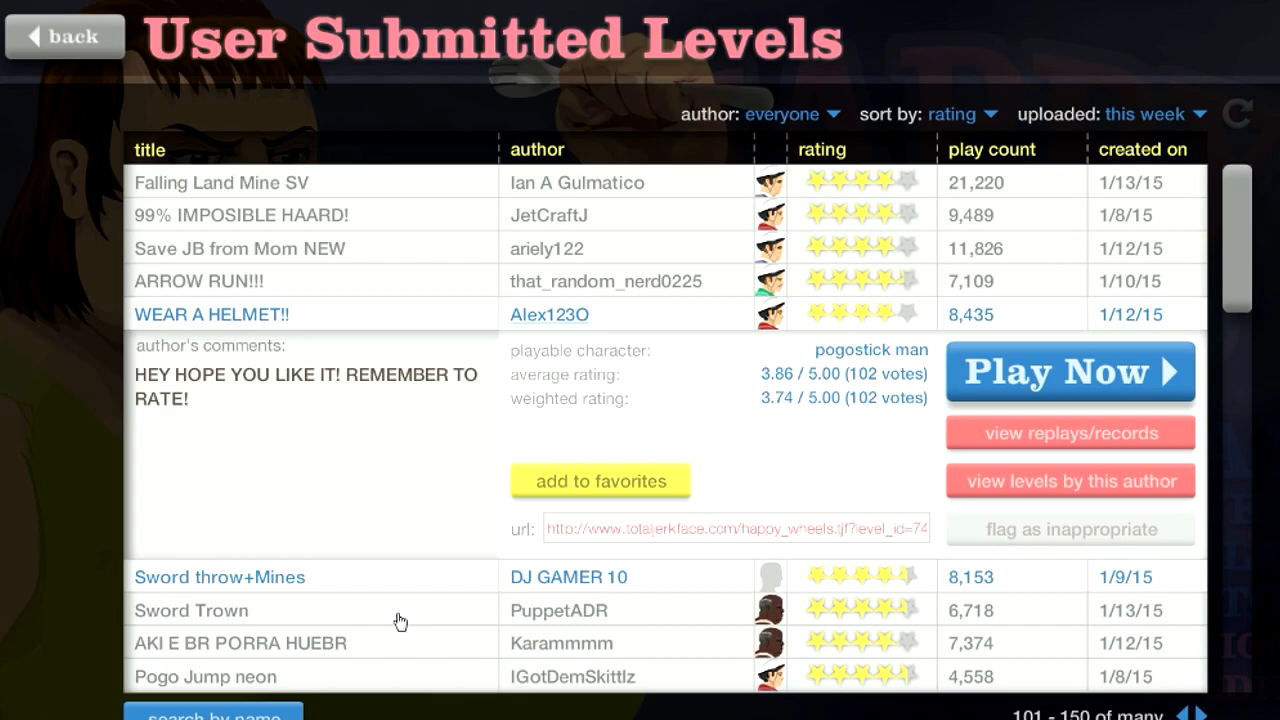 back
User Submitted Levels
author: everyone sort by: rating uploaded: this week
title author rating play count created on
Falling Land Mine SV Ian A Gulmatico 21,220 1/13/15
99% IMPOSIBLE HAARD! JetCraftJ 9,489 1/8/15
Save JB from Mom NEW ariely122 11,826 1/12/15
ARROW RUN!!! that_random_nerd0225 7,109 1/10/15
WEAR A HELMET!! Alex123O 8,435 1/12/15
author's comments:
HEY HOPE YOU LIKE IT! REMEMBER TO
RATE!
playable character: pogostick man
average rating: 3.86 / 5.00 (102 votes)
weighted rating: 3.74 / 5.00 (102 votes)
add to favorites
url: http://www.totaljerkface.com/happy_wheels.tjf?level_id=74
Play Now
view replays/records
view levels by this author
flag as inappropriate
Sword throw+Mines DJ GAMER 10 8,153 1/9/15
Sword Trown PuppetADR 6,718 1/13/15
AKI E BR PORRA HUEBR Karammmm 7,374 1/12/15
Pogo Jump neon IGotDemSkittlz 4,558 1/8/15
search by name 101 - 150 of many